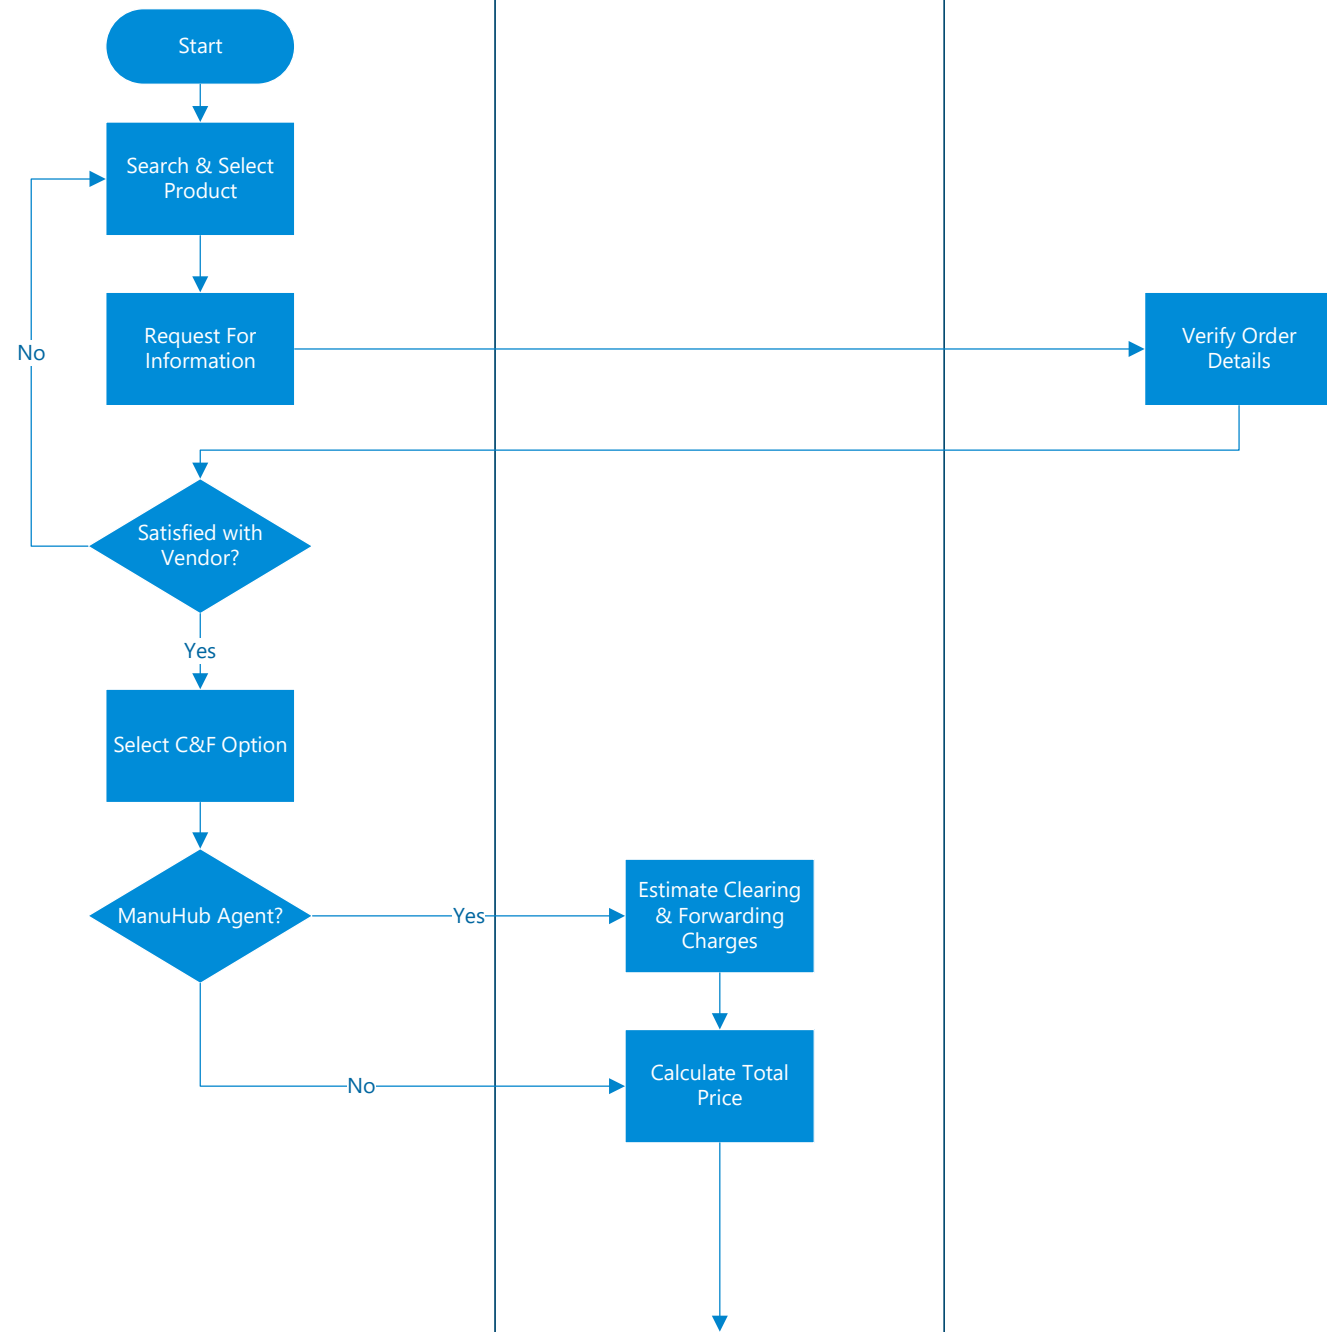 Start
Search & Select
Product
Request For
Information
Verify Order
Details
No
Satisfied with
Vendor?
Yes
Select C&F Option
ManuHub Agent?
Yes
Estimate Clearing
& Forwarding
Charges
No
Calculate Total
Price